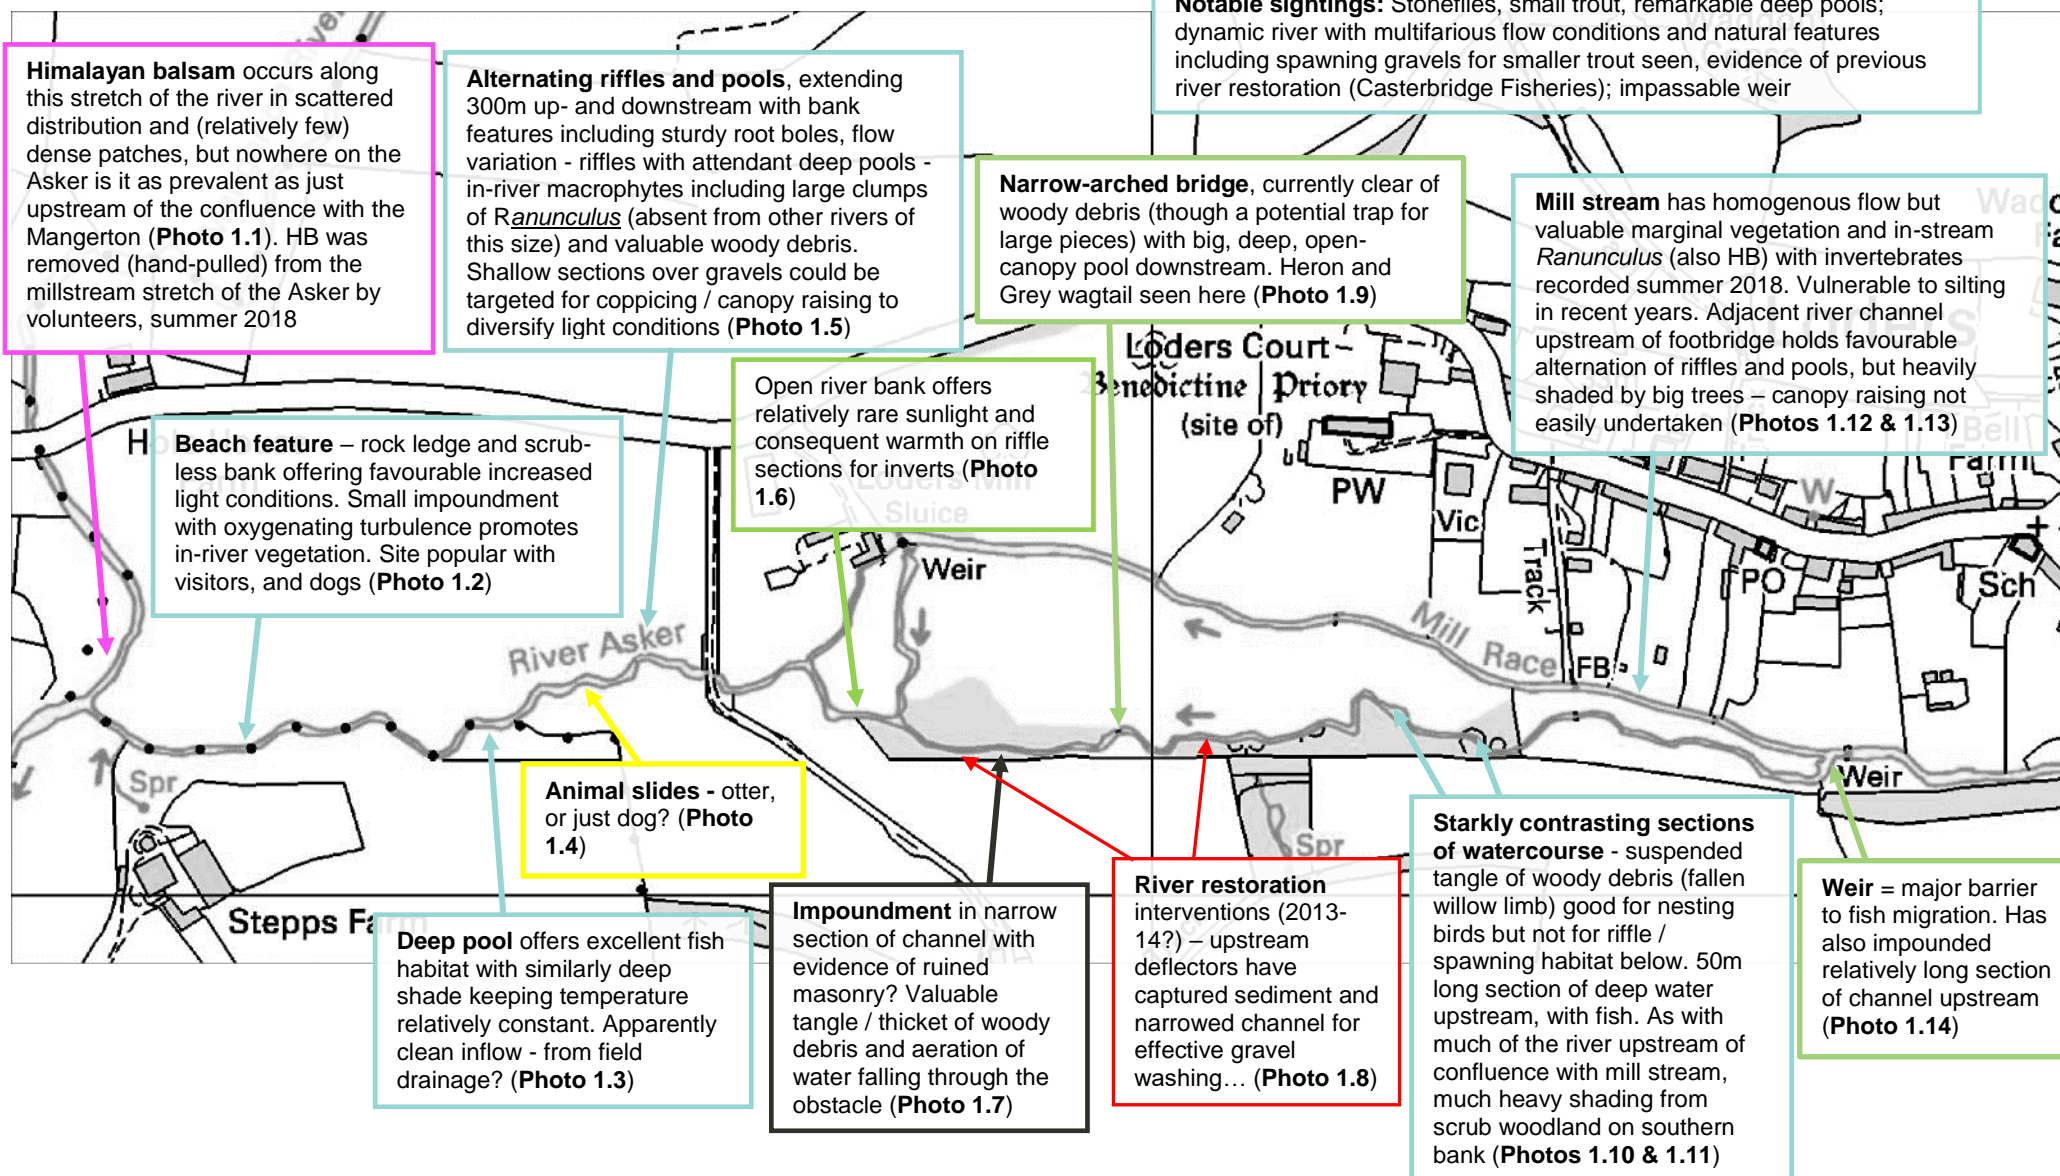 Notable sightings: Stoneflies, small trout, remarkable deep pools;
dynamic river with multifarious flow conditions and natural features
including spawning gravels for smaller trout seen, evidence of previous
river restoration (Casterbridge Fisheries); impassable weir
River
Himalayan balsam occurs along
this stretch of the river in scattered
distribution and (relatively few)
dense patches, but nowhere on the
Asker is it as prevalent as just
upstream of the confluence with the
Mangerton (Photo 1.1). HB was
removed (hand-pulled) from the
millstream stretch of the Asker by
volunteers, summer 2018
Alternating riffles and pools, extending
300m up- and downstream with bank
features including sturdy root boles, flow
variation - riffles with attendant deep pools -
in-river macrophytes including large clumps
of Ranunculus (absent from other rivers of
this size) and valuable woody debris.
Shallow sections over gravels could be
targeted for coppicing / canopy raising to
diversify light conditions (Photo 1.5)
Narrow-arched bridge, currently clear of
woody debris (though a potential trap for
large pieces) with big, deep, open-
canopy pool downstream. Heron and
Grey wagtail seen here (Photo 1.9)
Mill stream has homogenous flow but
valuable marginal vegetation and in-stream
Ranunculus (also HB) with invertebrates
recorded summer 2018. Vulnerable to silting
in recent years. Adjacent river channel
upstream of footbridge holds favourable
alternation of riffles and pools, but heavily
shaded by big trees – canopy raising not
easily undertaken (Photos 1.12 & 1.13)
Loders Court
Benedictine Priory
(site of)
PW
Vic
Track
Bell
Farm
W
PO
Sch
Beach feature – rock ledge and scrub-
less bank offering favourable increased
light conditions. Small impoundment
with oxygenating turbulence promotes
in-river vegetation. Site popular with
visitors, and dogs (Photo 1.2)
Open river bank offers
relatively rare sunlight and
consequent warmth on riffle
sections for inverts (Photo
1.6)
Loders Mill
Sluice
Weir
River Asker
Mill Race
FB
Weir
Spr
Spr
Stepps Farm
Animal slides - otter,
or just dog? (Photo
1.4)
Deep pool offers excellent fish
habitat with similarly deep
shade keeping temperature
relatively constant. Apparently
clean inflow - from field
drainage? (Photo 1.3)
Impoundment in narrow
section of channel with
evidence of ruined
masonry? Valuable
tangle / thicket of woody
debris and aeration of
water falling through the
obstacle (Photo 1.7)
River restoration
interventions (2013-
14?) – upstream
deflectors have
captured sediment and
narrowed channel for
effective gravel
washing… (Photo 1.8)
Starkly contrasting sections
of watercourse - suspended
tangle of woody debris (fallen
willow limb) good for nesting
birds but not for riffle /
spawning habitat below. 50m
long section of deep water
upstream, with fish. As with
much of the river upstream of
confluence with mill stream,
much heavy shading from
scrub woodland on southern
bank (Photos 1.10 & 1.11)
Weir = major barrier
to fish migration. Has
also impounded
relatively long section
of channel upstream
(Photo 1.14)